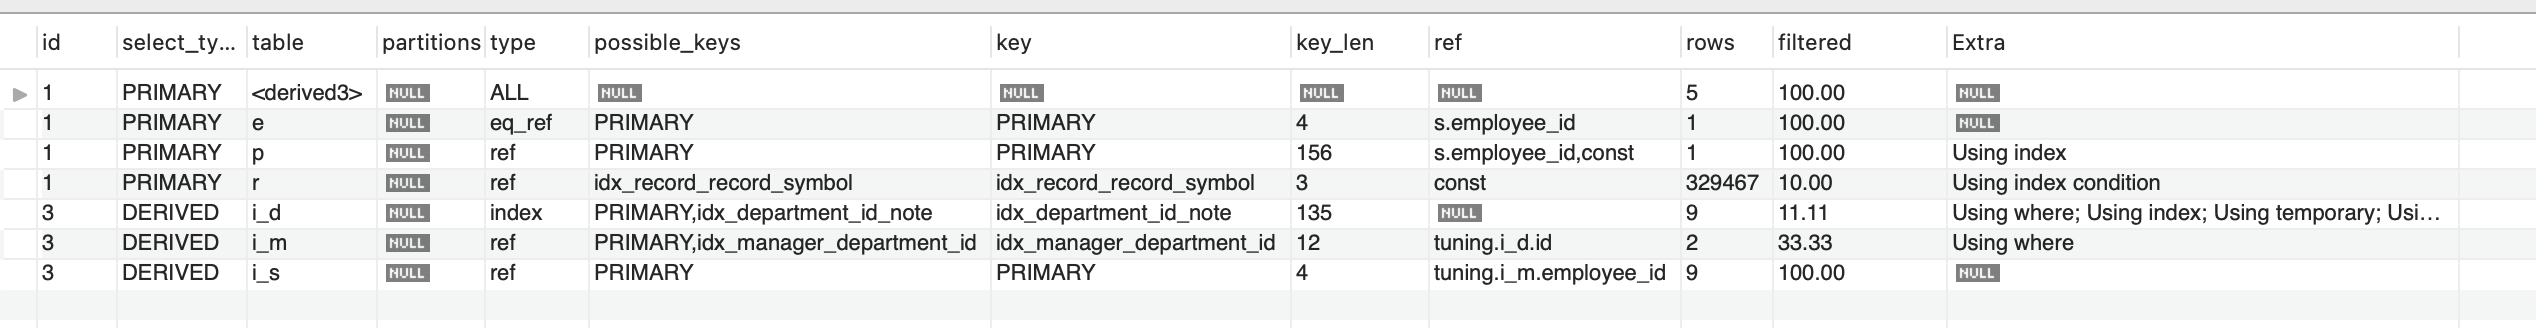 id select_ty... table partitions type possible_keys key key_len ref rows filtered Extra
1 PRIMARY <derived3> NULL ALL NULL NULL NULL NULL 5 100.00 NULL
1 PRIMARY e NULL eq_ref PRIMARY PRIMARY 4 s.employee_id 1 100.00 NULL
1 PRIMARY p NULL ref PRIMARY PRIMARY 156 s.employee_id,const 1 100.00 Using index
1 PRIMARY r NULL ref idx_record_record_symbol idx_record_record_symbol 3 const 329467 10.00 Using index condition
3 DERIVED i_d NULL index PRIMARY,idx_department_id_note idx_department_id_note 135 NULL 9 11.11 Using where; Using index; Using temporary; Usi...
3 DERIVED i_m NULL ref PRIMARY,idx_manager_department_id idx_manager_department_id 12 tuning.i_d.id 2 33.33 Using where
3 DERIVED i_s NULL ref PRIMARY PRIMARY 4 tuning.i_m.employee_id 9 100.00 NULL